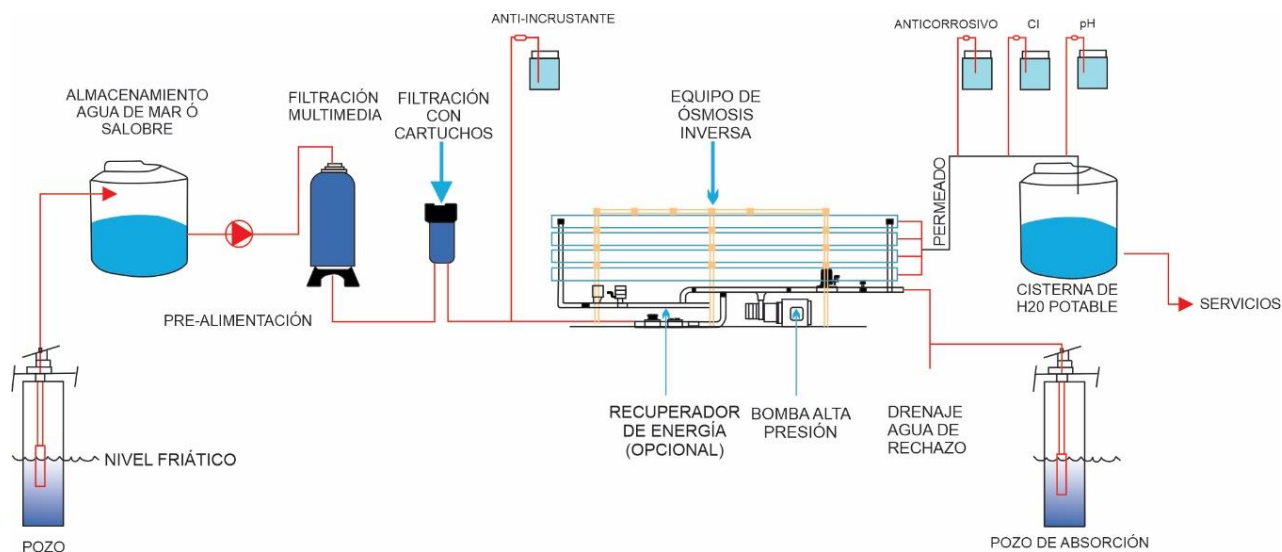 ANTI-INCRUSTANTE
ANTICORROSIVO
Cl
pH
ALMACENAMIENTO
AGUA DE MAR Ó
SALOBRE
FILTRACIÓN
MULTIMEDIA
FILTRACIÓN
CON
CARTUCHOS
EQUIPO DE
ÓSMOSIS
INVERSA
PERMEADO
CISTERNA DE
H20 POTABLE
SERVICIOS
PRE-ALIMENTACIÓN
RECUPERADOR
DE ENERGÍA
(OPCIONAL)
BOMBA ALTA
PRESIÓN
DRENAJE
AGUA DE
RECHAZO
NIVEL FRIÁTICO
POZO
POZO DE ABSORCIÓN